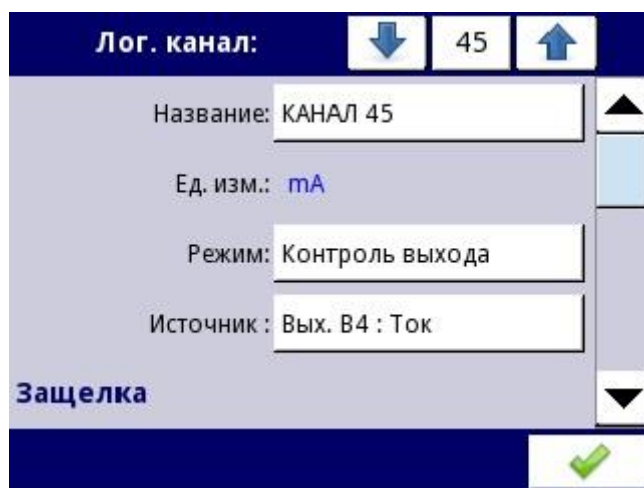 Лог. канал: 45
Название: КАНАЛ 45
Ед. изм.: mA
Режим: Контроль выхода
Источник : Вых. B4 : Ток
Защелка